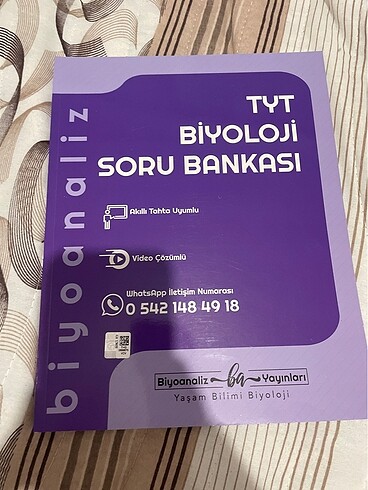 TYT
BİYOLOJİ
SORU BANKASI
biyoanaliz
Akıllı Tahta Uyumlu
Video Çözümlü
WhatsApp İletişim Numarası
0 542 148 49 18
Biyoanaliz ba Yayınları
Yaşam Bilimi Biyoloji